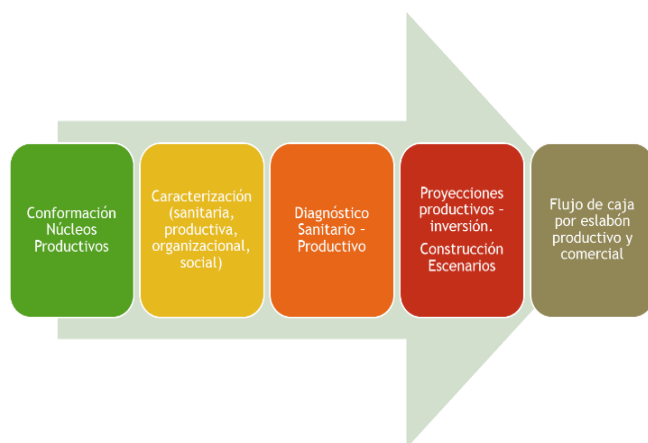 Conformación
Núcleos
Productivos
Caracterización
(sanitaria,
productiva,
organizacional,
social)
Diagnóstico
Sanitario –
Productivo
Proyecciones
productivos –
inversión.
Construcción
Escenarios
Flujo de caja
por eslabón
productivo y
comercial